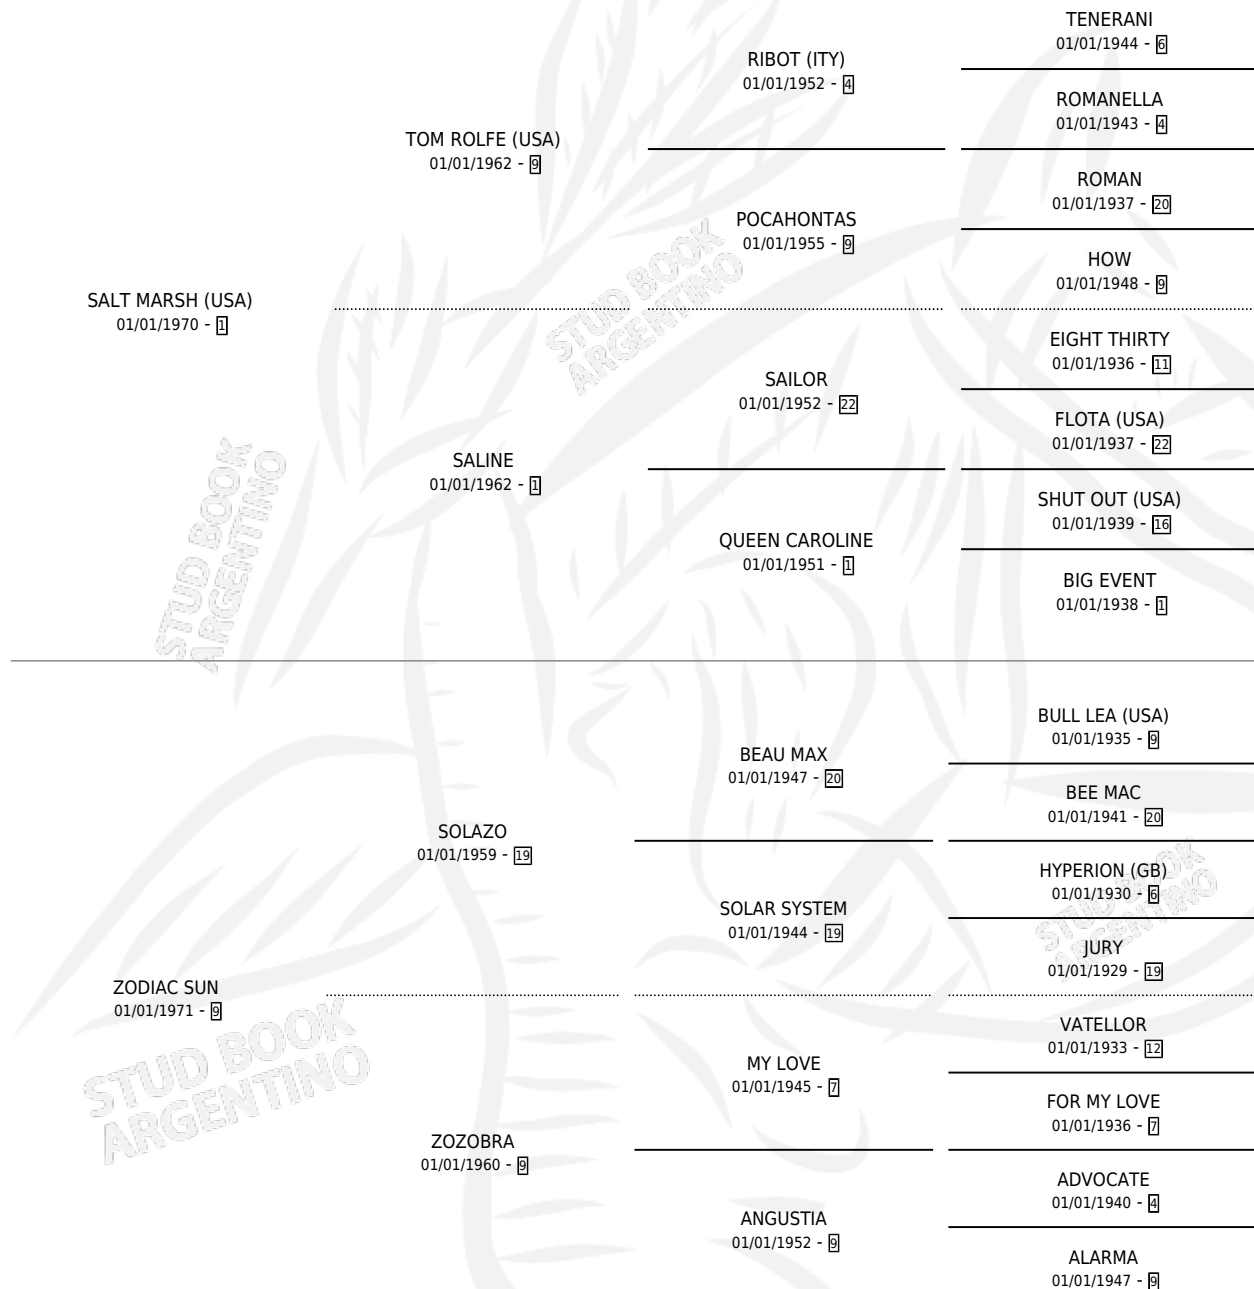 TENERANI
01/01/1944 - 6
RIBOT (ITY)
01/01/1952 - 4
ROMANELLA
01/01/1943 - 4
TOM ROLFE (USA)
01/01/1962 - 9
ROMAN
01/01/1937 - 20
POCAHONTAS
01/01/1955 - 9
HOW
01/01/1948 - 9
SALT MARSH (USA)
01/01/1970 - 1
EIGHT THIRTY
01/01/1936 - 11
SAILOR
01/01/1952 - 22
FLOTA (USA)
01/01/1937 - 22
SALINE
01/01/1962 - 1
SHUT OUT (USA)
01/01/1939 - 16
QUEEN CAROLINE
01/01/1951 - 1
BIG EVENT
01/01/1938 - 1
BULL LEA (USA)
01/01/1935 - 9
BEAU MAX
01/01/1947 - 20
BEE MAC
01/01/1941 - 20
SOLAZO
01/01/1959 - 19
HYPERION (GB)
01/01/1930 - 6
SOLAR SYSTEM
01/01/1944 - 19
JURY
01/01/1929 - 19
ZODIAC SUN
01/01/1971 - 9
VATELLOR
01/01/1933 - 12
MY LOVE
01/01/1945 - 7
FOR MY LOVE
01/01/1936 - 7
ZOZOBRA
01/01/1960 - 9
ADVOCATE
01/01/1940 - 4
ANGUSTIA
01/01/1952 - 9
ALARMA
01/01/1947 - 9
STUD BOOK
ARGENTINO
STUD BOOK
ARGENTINO
STUD BOOK
ARGENTINO
STUD BOOK
ARGENTINO